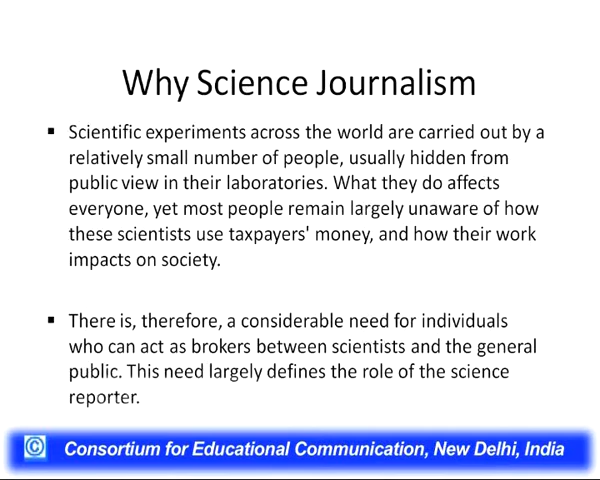 Why Science Journalism
▪ Scientific experiments across the world are carried out by a
relatively small number of people, usually hidden from
public view in their laboratories. What they do affects
everyone, yet most people remain largely unaware of how
these scientists use taxpayers' money, and how their work
impacts on society.
▪ There is, therefore, a considerable need for individuals
who can act as brokers between scientists and the general
public. This need largely defines the role of the science
reporter.
© Consortium for Educational Communication, New Delhi, India